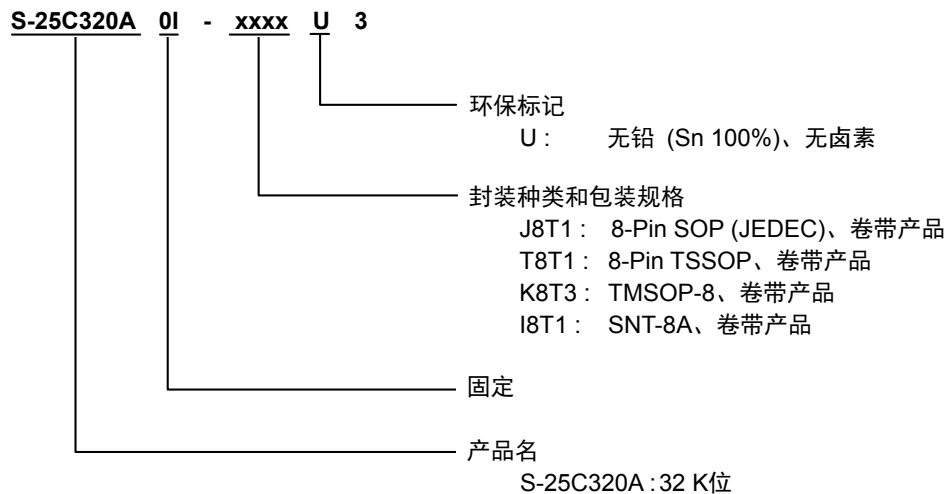 S-25C320A 0I - xxxx U 3
环保标记
U : 无铅 (Sn 100%)、无卤素
封装种类和包装规格
J8T1 : 8-Pin SOP (JEDEC)、卷带产品
T8T1 : 8-Pin TSSOP、卷带产品
K8T3 : TMSOP-8、卷带产品
I8T1 : SNT-8A、卷带产品
固定
产品名
S-25C320A : 32 K位